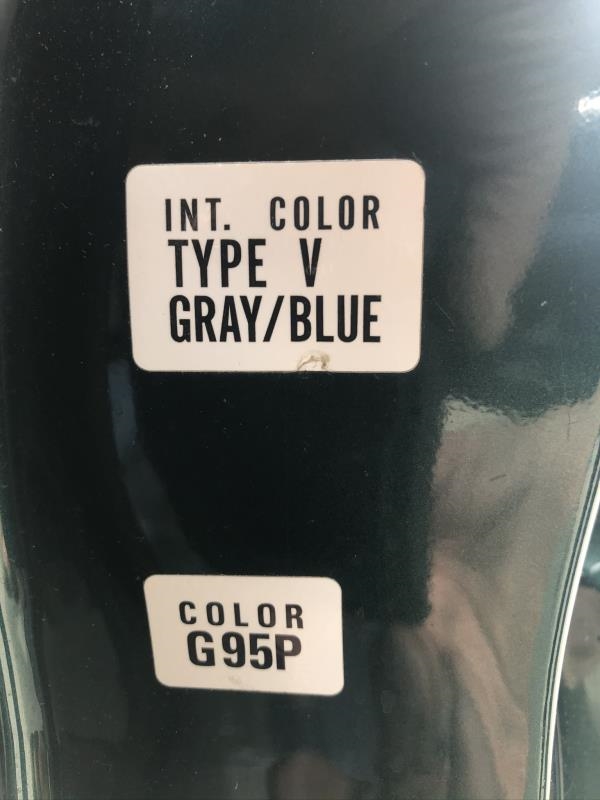 INT. COLOR
TYPE V
GRAY/BLUE
COLOR
G95P